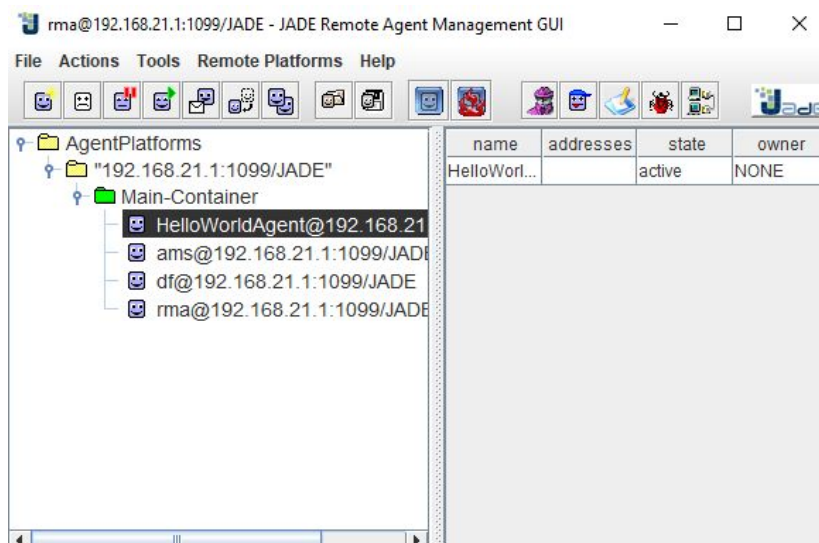 rma@192.168.21.1:1099/JADE - JADE Remote Agent Management GUI
File Actions Tools Remote Platforms Help
Jade
AgentPlatforms
"192.168.21.1:1099/JADE"
Main-Container
HelloWorldAgent@192.168.21
ams@192.168.21.1:1099/JADE
df@192.168.21.1:1099/JADE
rma@192.168.21.1:1099/JADE
name addresses state owner
HelloWorl... active NONE